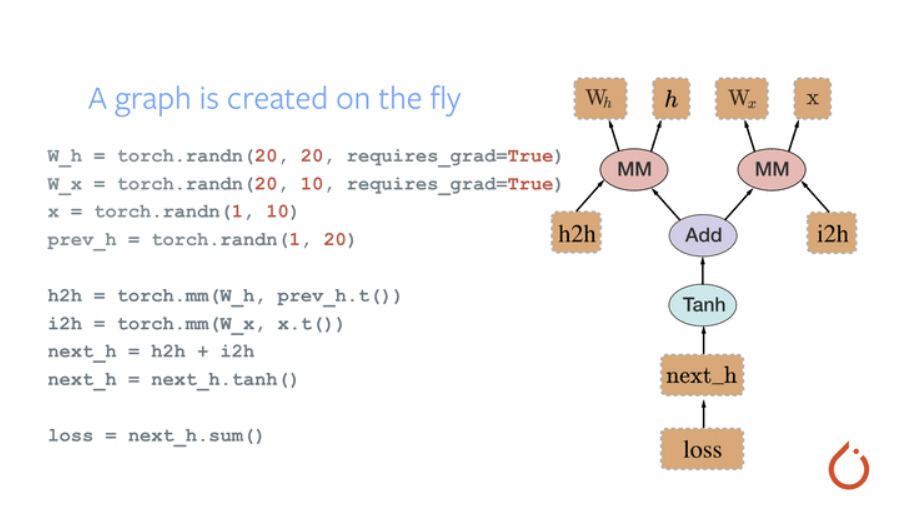 A graph is created on the fly
W_h = torch.randn(20, 20, requires_grad=True)
W_x = torch.randn(20, 10, requires_grad=True)
x = torch.randn(1, 10)
prev_h = torch.randn(1, 20)
h2h = torch.mm(W_h, prev_h.t())
i2h = torch.mm(W_x, x.t())
next_h = h2h + i2h
next_h = next_h.tanh()
loss = next_h.sum()
Wₕ h Wₓ x
MM MM
h2h Add i2h
Tanh
next_h
loss